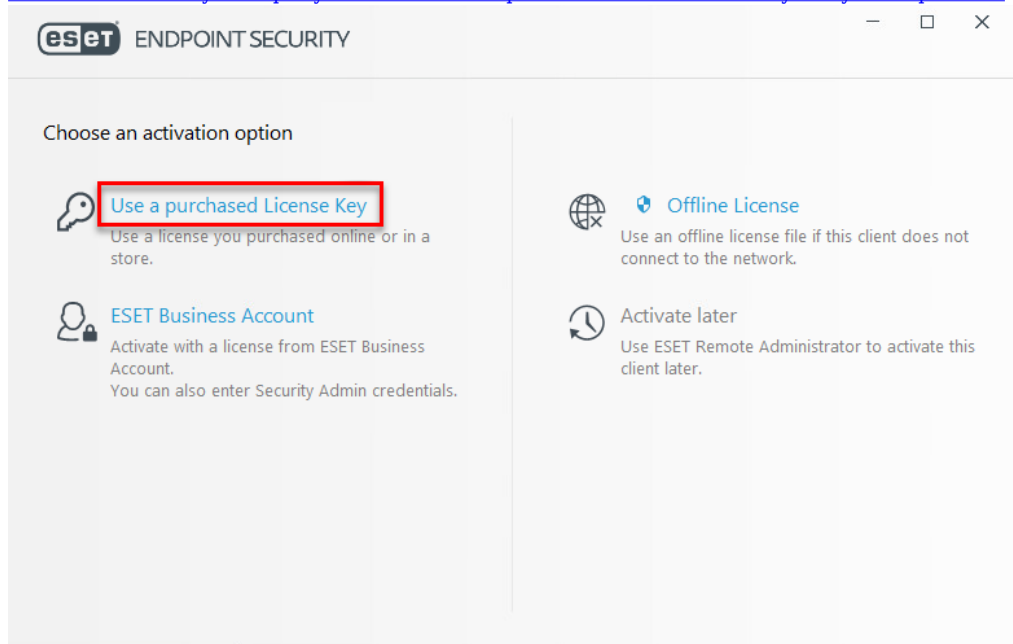 eset ENDPOINT SECURITY
Choose an activation option
Use a purchased License Key
Use a license you purchased online or in a
store.
ESET Business Account
Activate with a license from ESET Business
Account.
You can also enter Security Admin credentials.
Offline License
Use an offline license file if this client does not
connect to the network.
Activate later
Use ESET Remote Administrator to activate this
client later.